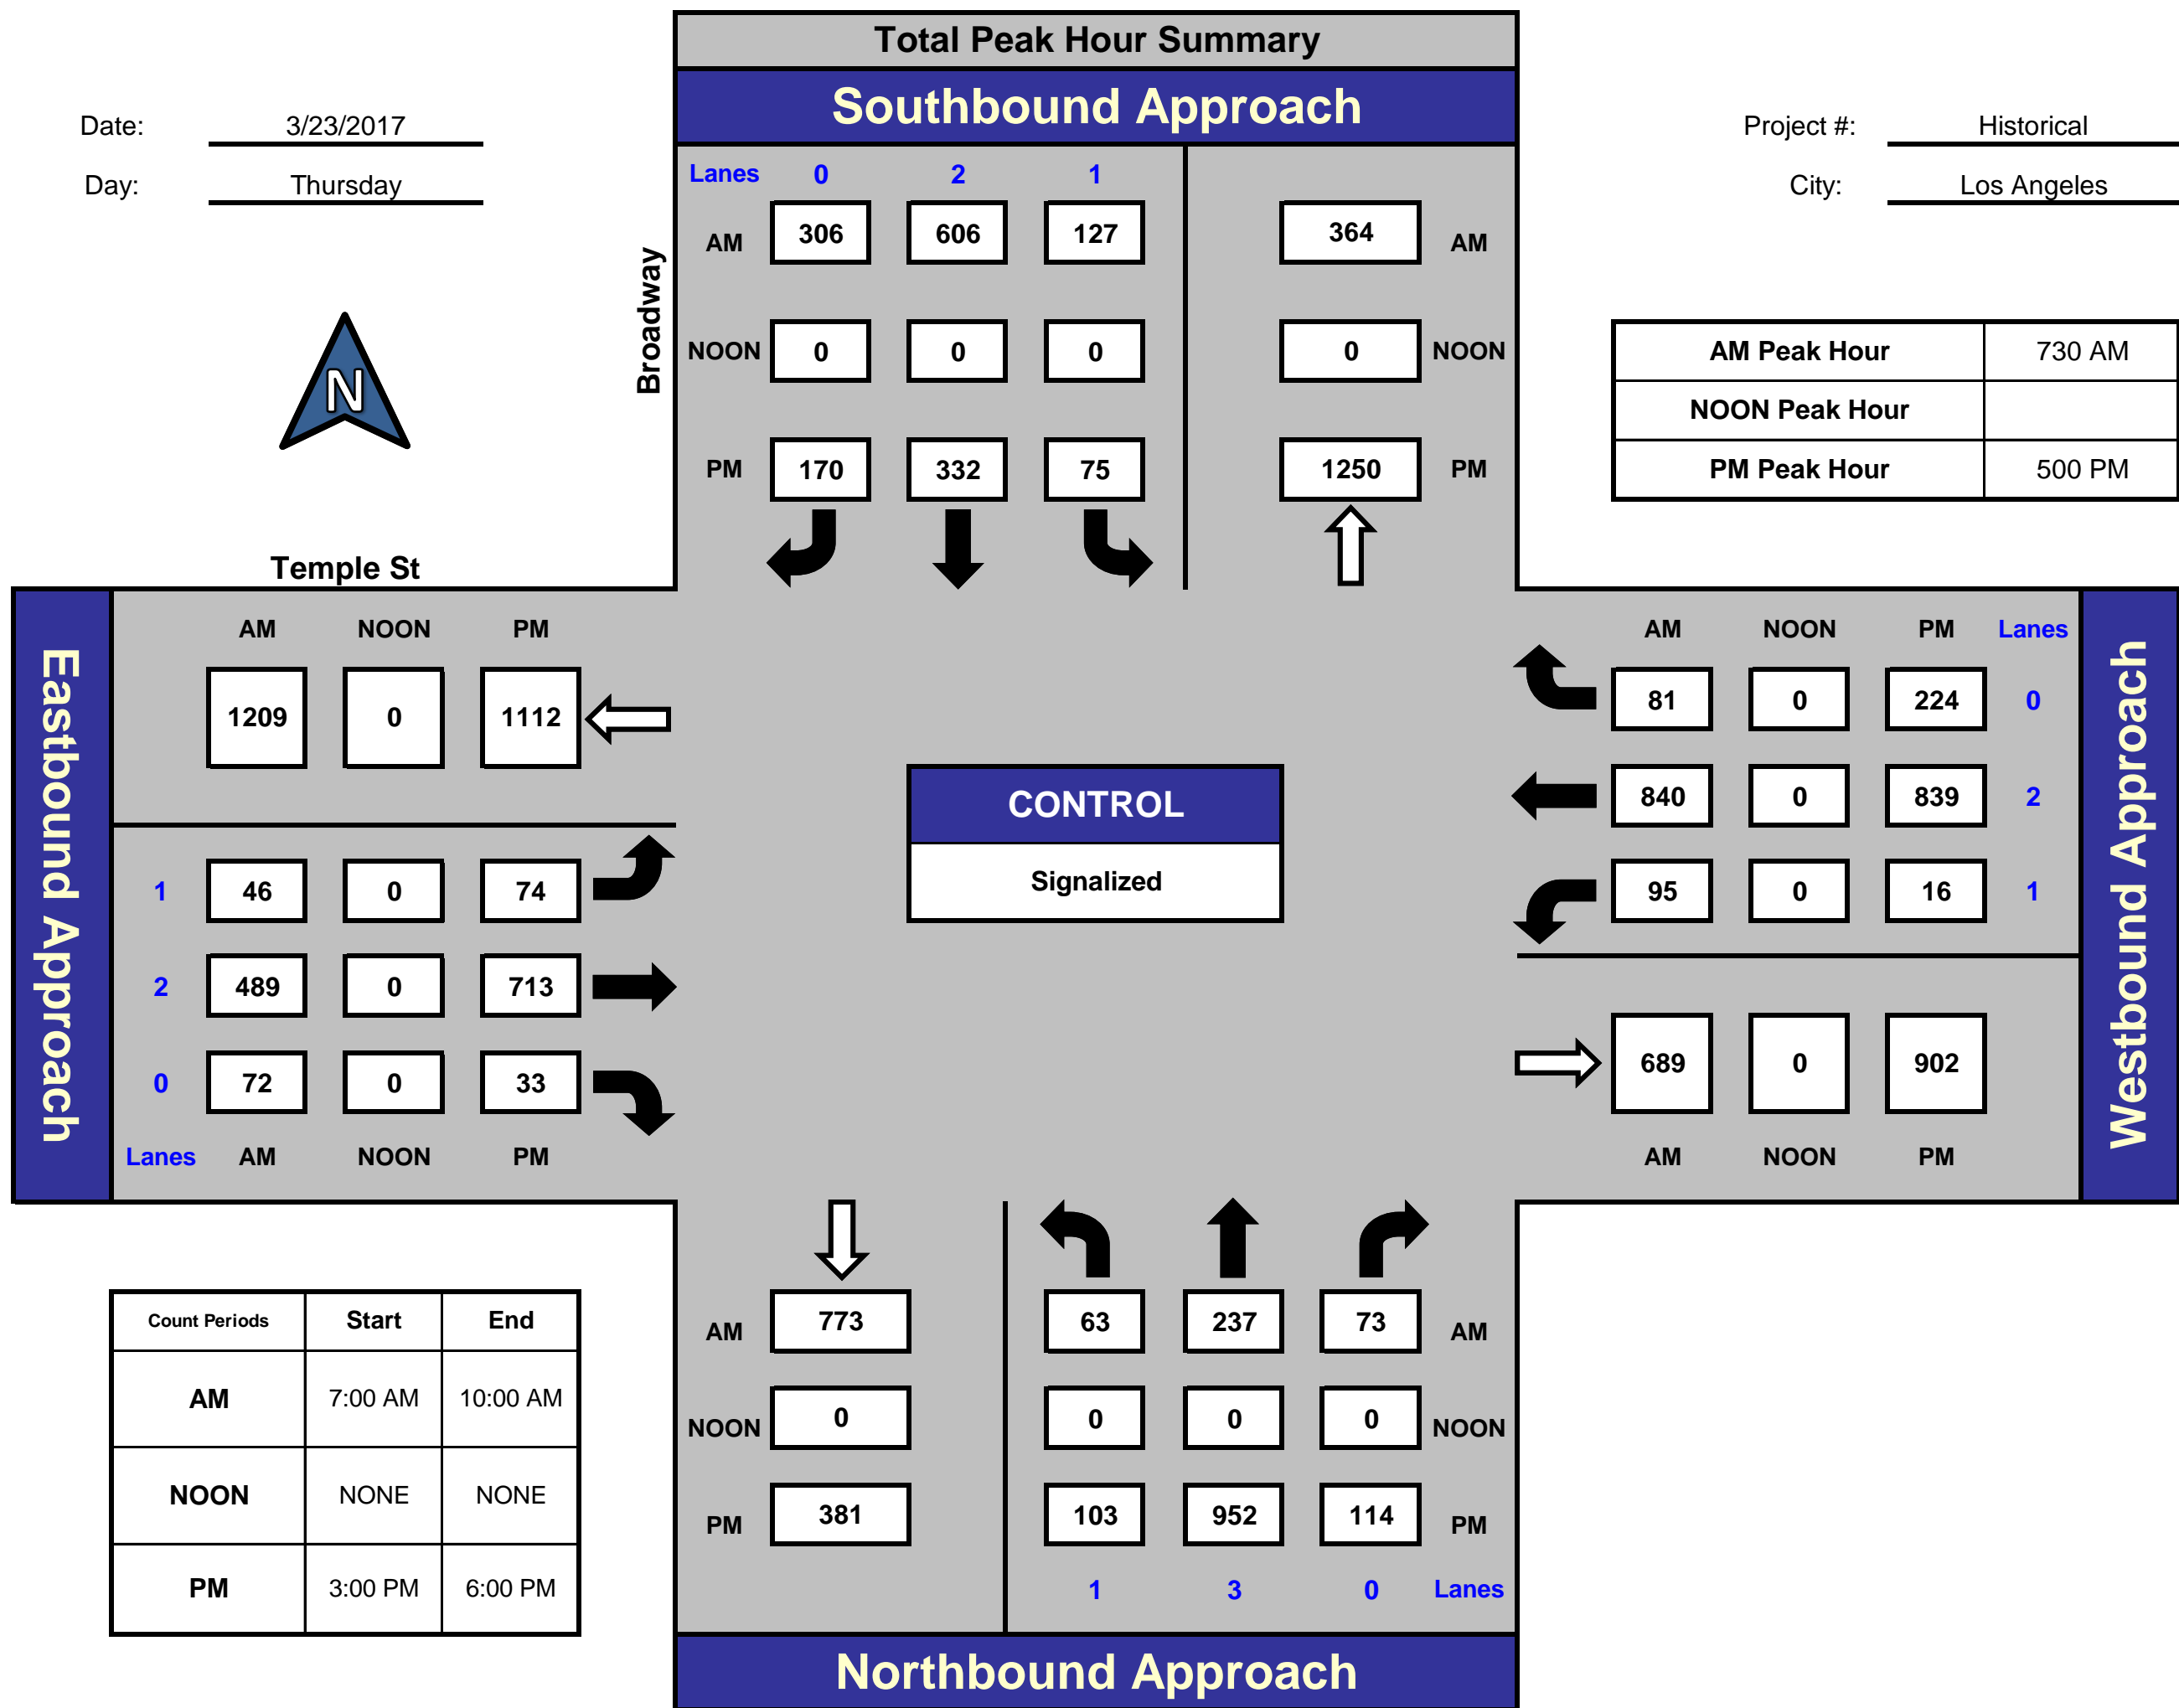 Total Peak Hour Summary
Southbound Approach
Date: 3/23/2017
Day: Thursday
Project #: Historical
City: Los Angeles
N
Broadway
Lanes 0 2 1
AM 306 606 127 364 AM
NOON 0 0 0 0 NOON
PM 170 332 75 1250 PM
AM Peak Hour 730 AM
NOON Peak Hour
PM Peak Hour 500 PM
Temple St
Eastbound Approach
AM NOON PM
1209 0 1112
1 46 0 74
2 489 0 713
0 72 0 33
Lanes AM NOON PM
CONTROL
Signalized
AM NOON PM Lanes
81 0 224 0
840 0 839 2
95 0 16 1
689 0 902
AM NOON PM
Westbound Approach
Count Periods Start End
AM 7:00 AM 10:00 AM
NOON NONE NONE
PM 3:00 PM 6:00 PM
AM 773 63 237 73 AM
NOON 0 0 0 0 NOON
PM 381 103 952 114 PM
1 3 0 Lanes
Northbound Approach